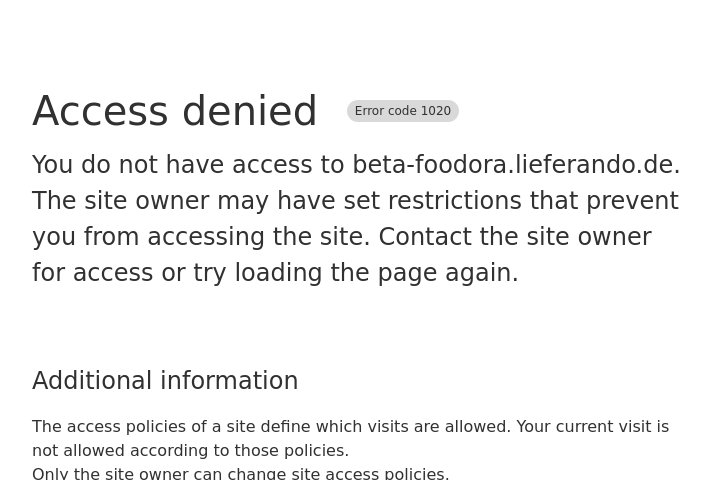 Access denied Error code 1020
You do not have access to beta-foodora.lieferando.de.
The site owner may have set restrictions that prevent
you from accessing the site. Contact the site owner
for access or try loading the page again.
Additional information
The access policies of a site define which visits are allowed. Your current visit is
not allowed according to those policies.
Only the site owner can change site access policies.